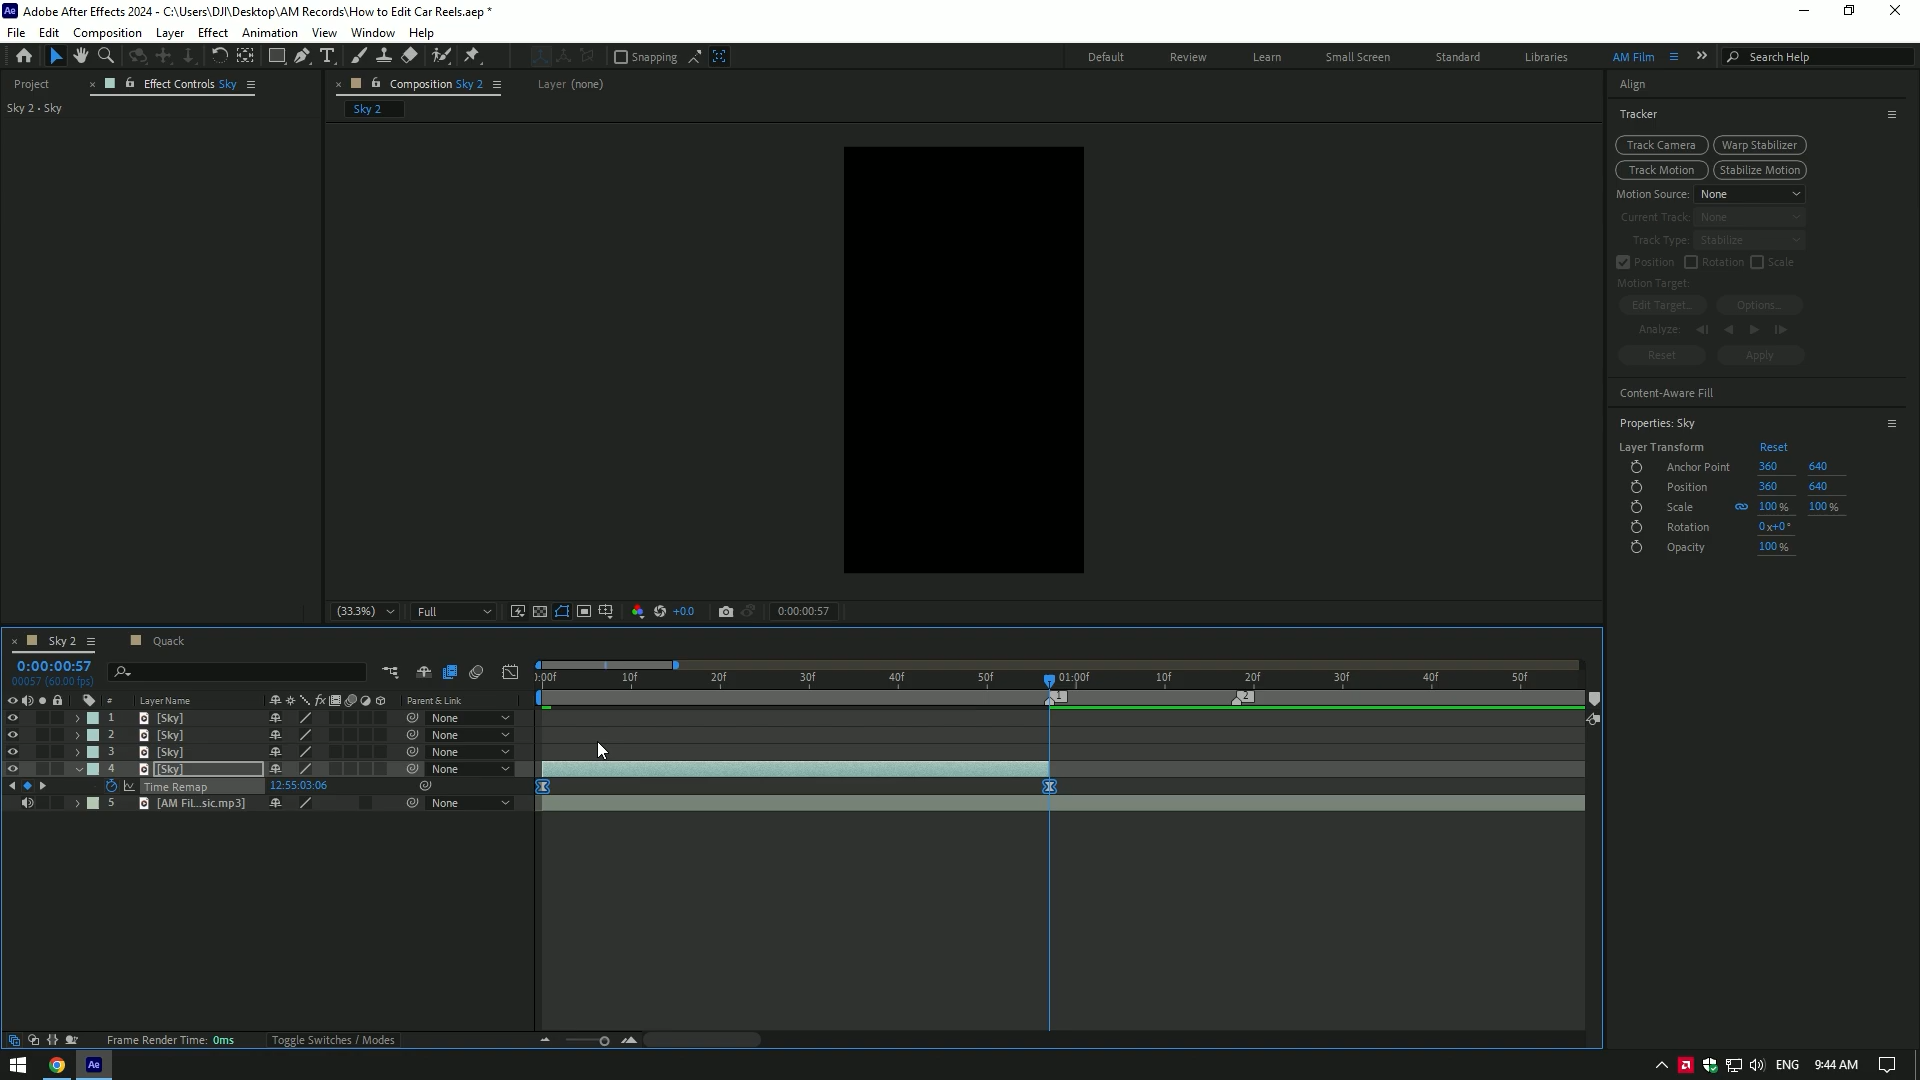 Adobe After Effects 2024 - C:\Users\DJI\Desktop\AM Records\How to Edit Car Reels.aep *
File Edit Composition Layer Effect Animation View Window Help
Snapping
Default Review Learn Small Screen Standard Libraries AM Film Search Help
Project Effect Controls Sky Composition Sky 2 Layer (none)
Sky 2 • Sky
Sky 2
Align
Tracker
Track Camera Warp Stabilizer
Track Motion Stabilize Motion
Motion Source: None
Current Track: None
Track Type: Stabilize
Position Rotation Scale
Motion Target:
Edit Target... Options...
Analyze:
Reset Apply
Content-Aware Fill
Properties: Sky
Layer Transform Reset
Anchor Point 360 640
Position 360 640
Scale 100 % 100 %
Rotation 0x+0°
Opacity 100 %
(33.3%) Full +0.0 0:00:00:57
Sky 2 Quack
0:00:00:57
00057 (60.00 fps)
:00f 10f 20f 30f 40f 50f 01:00f 10f 20f 30f 40f 50f
# Layer Name fx Parent & Link 1 2
1 [Sky] None
2 [Sky] None
3 [Sky] None
4 [Sky] None
Time Remap 12:55:03:06
5 [AM Fil...sic.mp3] None
Frame Render Time: 0ms Toggle Switches / Modes
Ae ENG 9:44 AM